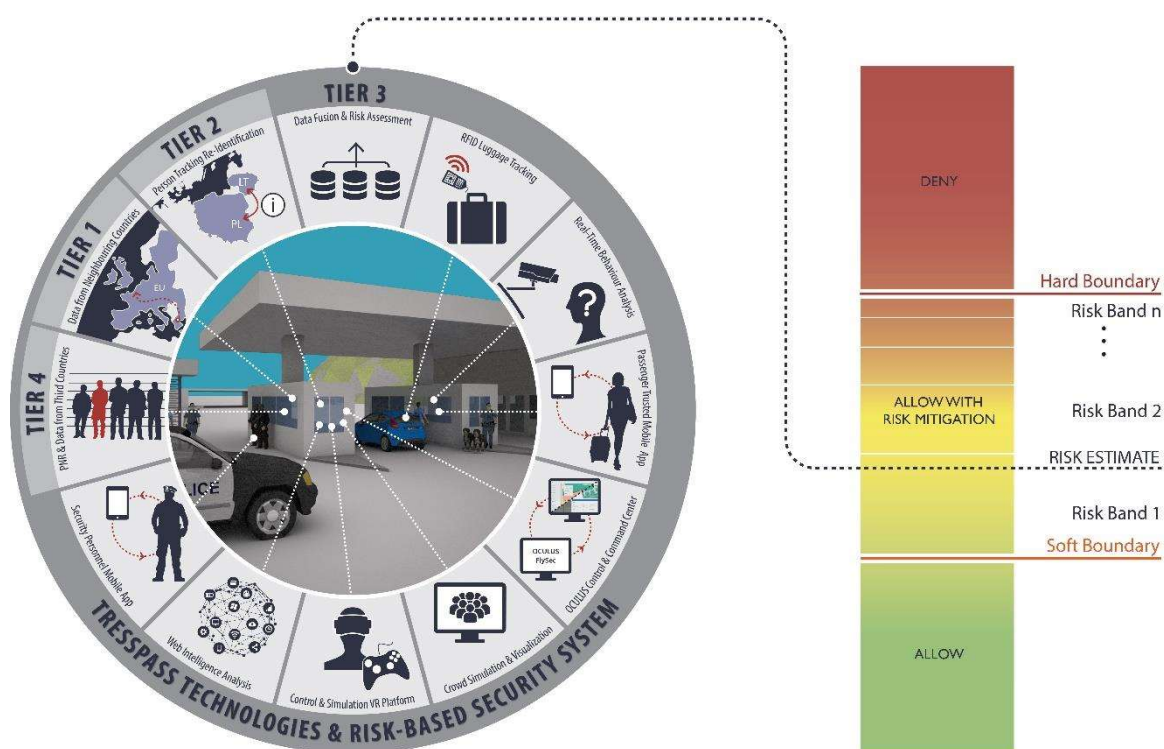 TIER 3
Data Fusion & Risk Assessment
RFID Luggage Tracking
Real-Time Behaviour Analysis
Passenger Trusted Mobile App
OCULUS Control & Command Center
OCULUS
FlySec
Crowd Simulation & Visualization
Control & Simulation VR Platform
Web Intelligence Analysis
Security Personnel Mobile App
TIER 4
PNR & Data from Third Countries
TIER 1
Data from Neighbouring Countries
EU
TIER 2
Person Tracking Re-Identification
LT
PL
i
?
LICE
TRESSPASS TECHNOLOGIES & RISK-BASED SECURITY SYSTEM
DENY
Hard Boundary
Risk Band n
ALLOW WITH
RISK MITIGATION
Risk Band 2
RISK ESTIMATE
Risk Band 1
Soft Boundary
ALLOW